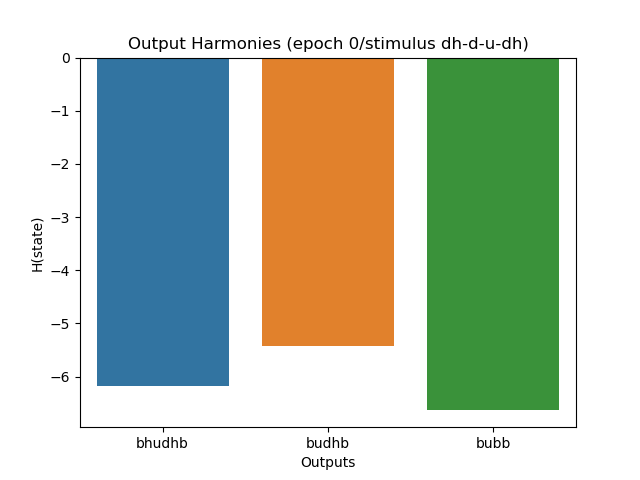 Output Harmonies (epoch 0/stimulus dh-d-u-dh)
0
−1
−2
−3
−4
−5
−6
H(state)
bhudhb budhb bubb
Outputs